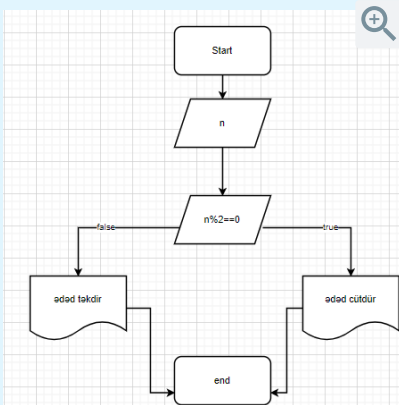 Start
n
n%2==0
false
true
ədəd təkdir
ədəd cütdür
end